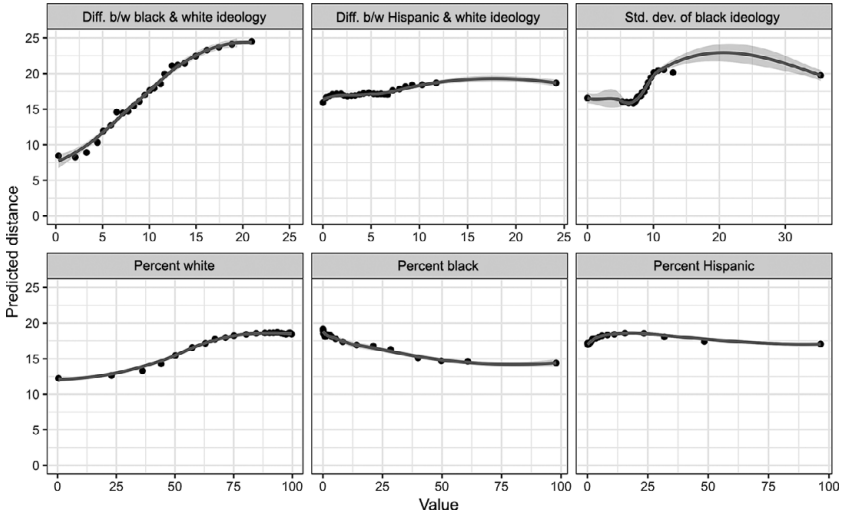 Diff. b/w black & white ideology
Diff. b/w Hispanic & white ideology
Std. dev. of black ideology
25
20
15
10
5
0
0 5 10 15 20 25
0 5 10 15 20 25
0 10 20 30
Predicted distance
Percent white
Percent black
Percent Hispanic
25
20
15
10
5
0
0 25 50 75 100
0 25 50 75 100
0 25 50 75 100
Value